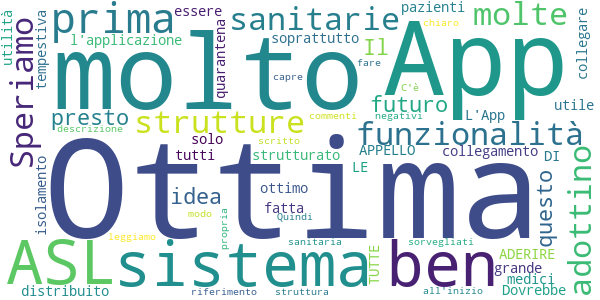 prima sanitarie pazienti molte
essere chiaro
l'applicazione soprattutto Il
utilità
tempestiva
Speriamo
molto App
quarantena
capre fare C'è
collegare
presto futuro L'App utile
descrizione strutture commenti negativi
solo scritto funzionalità
tutti strutturato APPELLO collegamento DI
LE
Ottima
isolamento
idea ottimo questo adottino
fatta
modo Quindi
propria
leggiamo sanitaria sorvegliati ADERIRE
ASL sistema TUTTE ben grande
medici
distribuito riferimento struttura all'inizio Dovrebbe